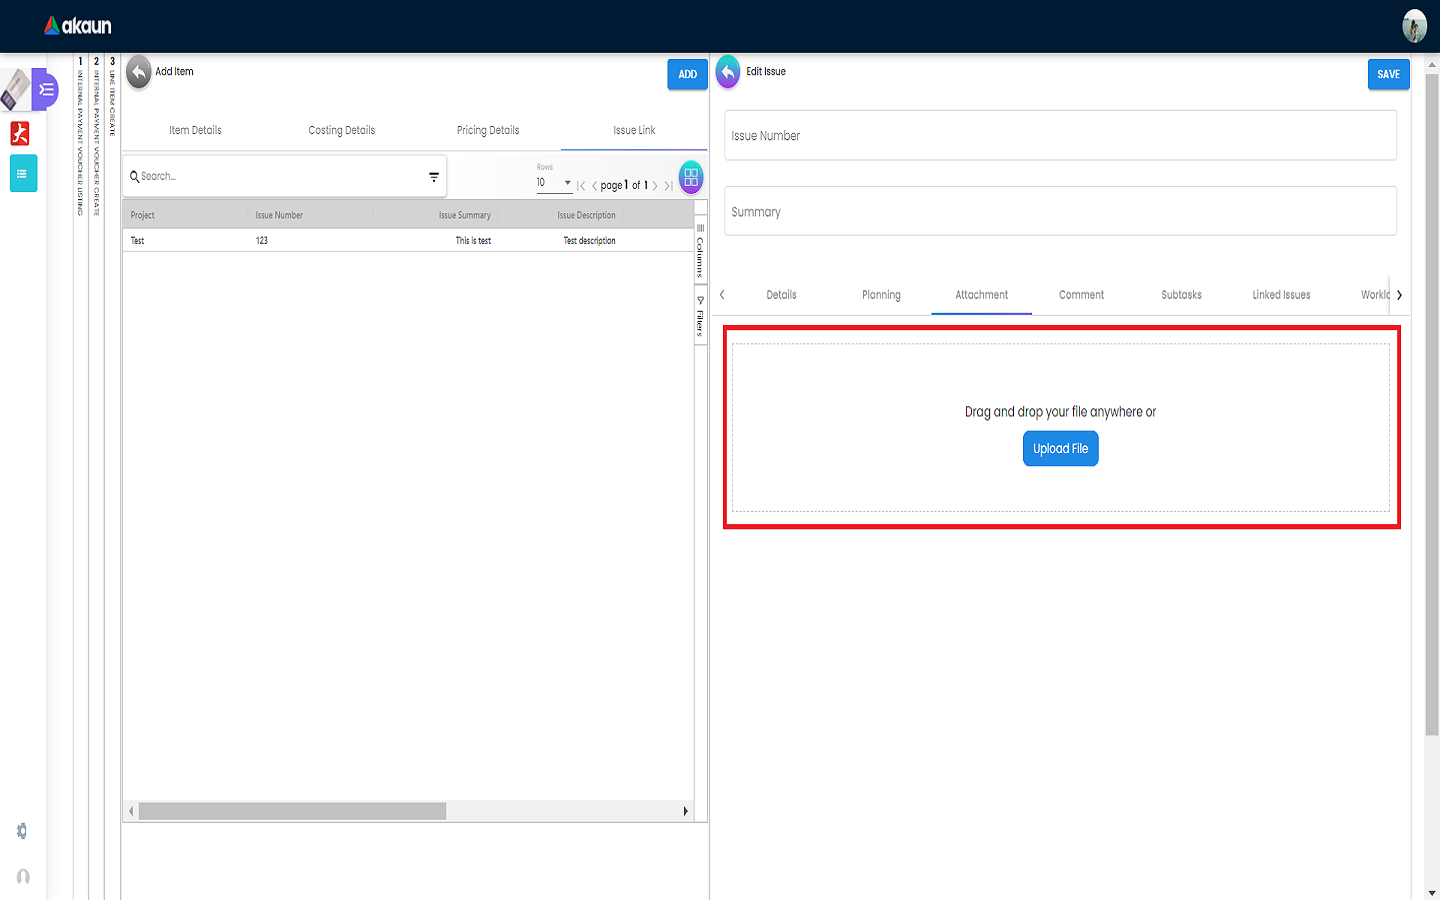 akaun
1 INTERNAL PAYMENT VOUCHER LISTING
2 INTERNAL PAYMENT VOUCHER CREATE
3 LINE ITEM CREATE
Add Item
ADD
Item Details Costing Details Pricing Details Issue Link
Search...
Rows
10
page 1 of 1
Project Issue Number Issue Summary Issue Description
Test 123 This is test Test description
Columns
Filters
Edit Issue
SAVE
Issue Number
Summary
Details Planning Attachment Comment Subtasks Linked Issues
Drag and drop your file anywhere or
Upload File